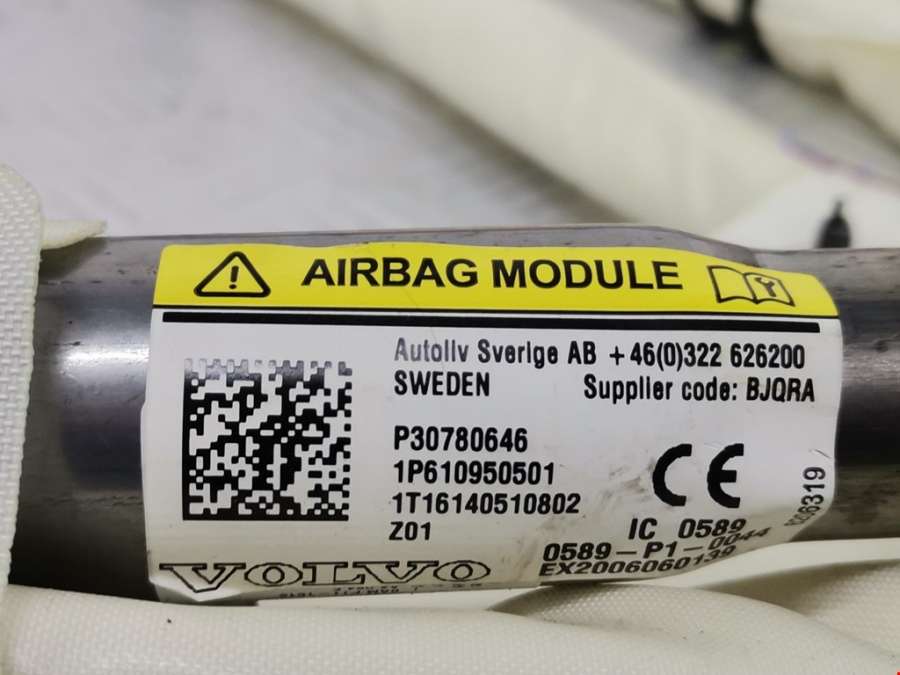 AIRBAG MODULE
Autoliv Sverige AB +46(0)322 626200
SWEDEN Supplier code: BJQRA
P30780646
1P610950501
1T16140510802
Z01
IC 0589
0589-P1-0044
EX2006060139
VOLVO